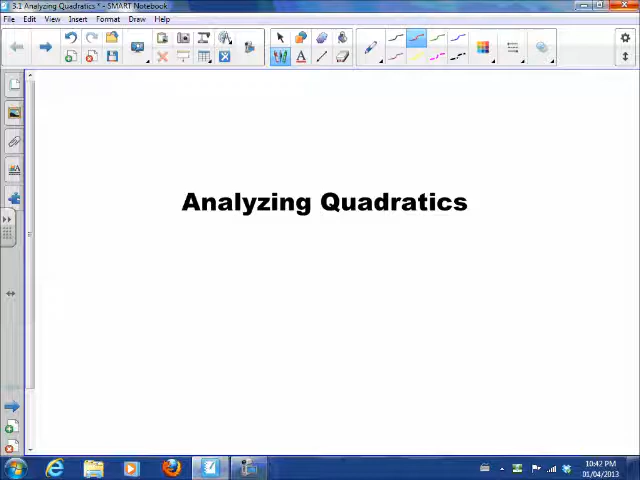 3.1 Analyzing Quadratics * - SMART Notebook
File Edit View Insert Format Draw Help
Analyzing Quadratics
10:42 PM
01/04/2013